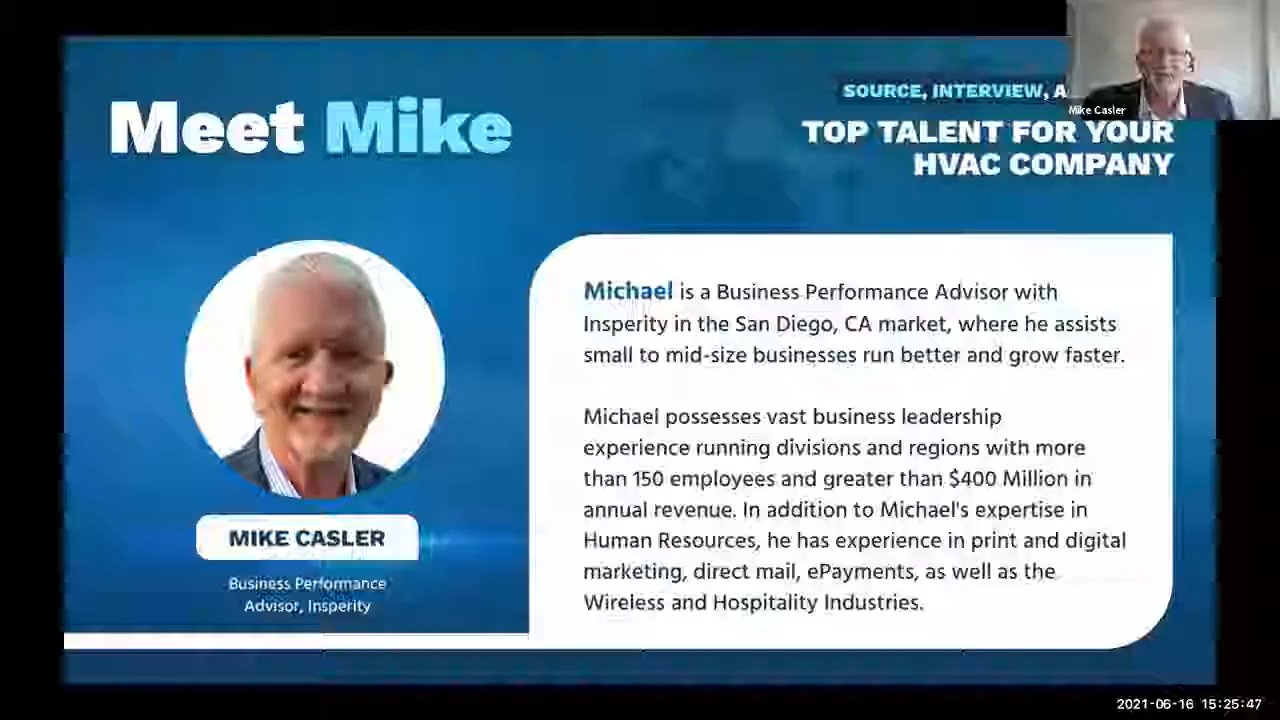 Meet Mike
SOURCE, INTERVIEW, A
Mike Casler
TOP TALENT FOR YOUR
HVAC COMPANY
Michael is a Business Performance Advisor with
Insperity in the San Diego, CA market, where he assists
small to mid-size businesses run better and grow faster.
Michael possesses vast business leadership
experience running divisions and regions with more
than 150 employees and greater than $400 Million in
annual revenue. In addition to Michael's expertise in
Human Resources, he has experience in print and digital
marketing, direct mail, ePayments, as well as the
Wireless and Hospitality Industries.
MIKE CASLER
Business Performance
Advisor, Insperity
2021-06-16 15:25:47